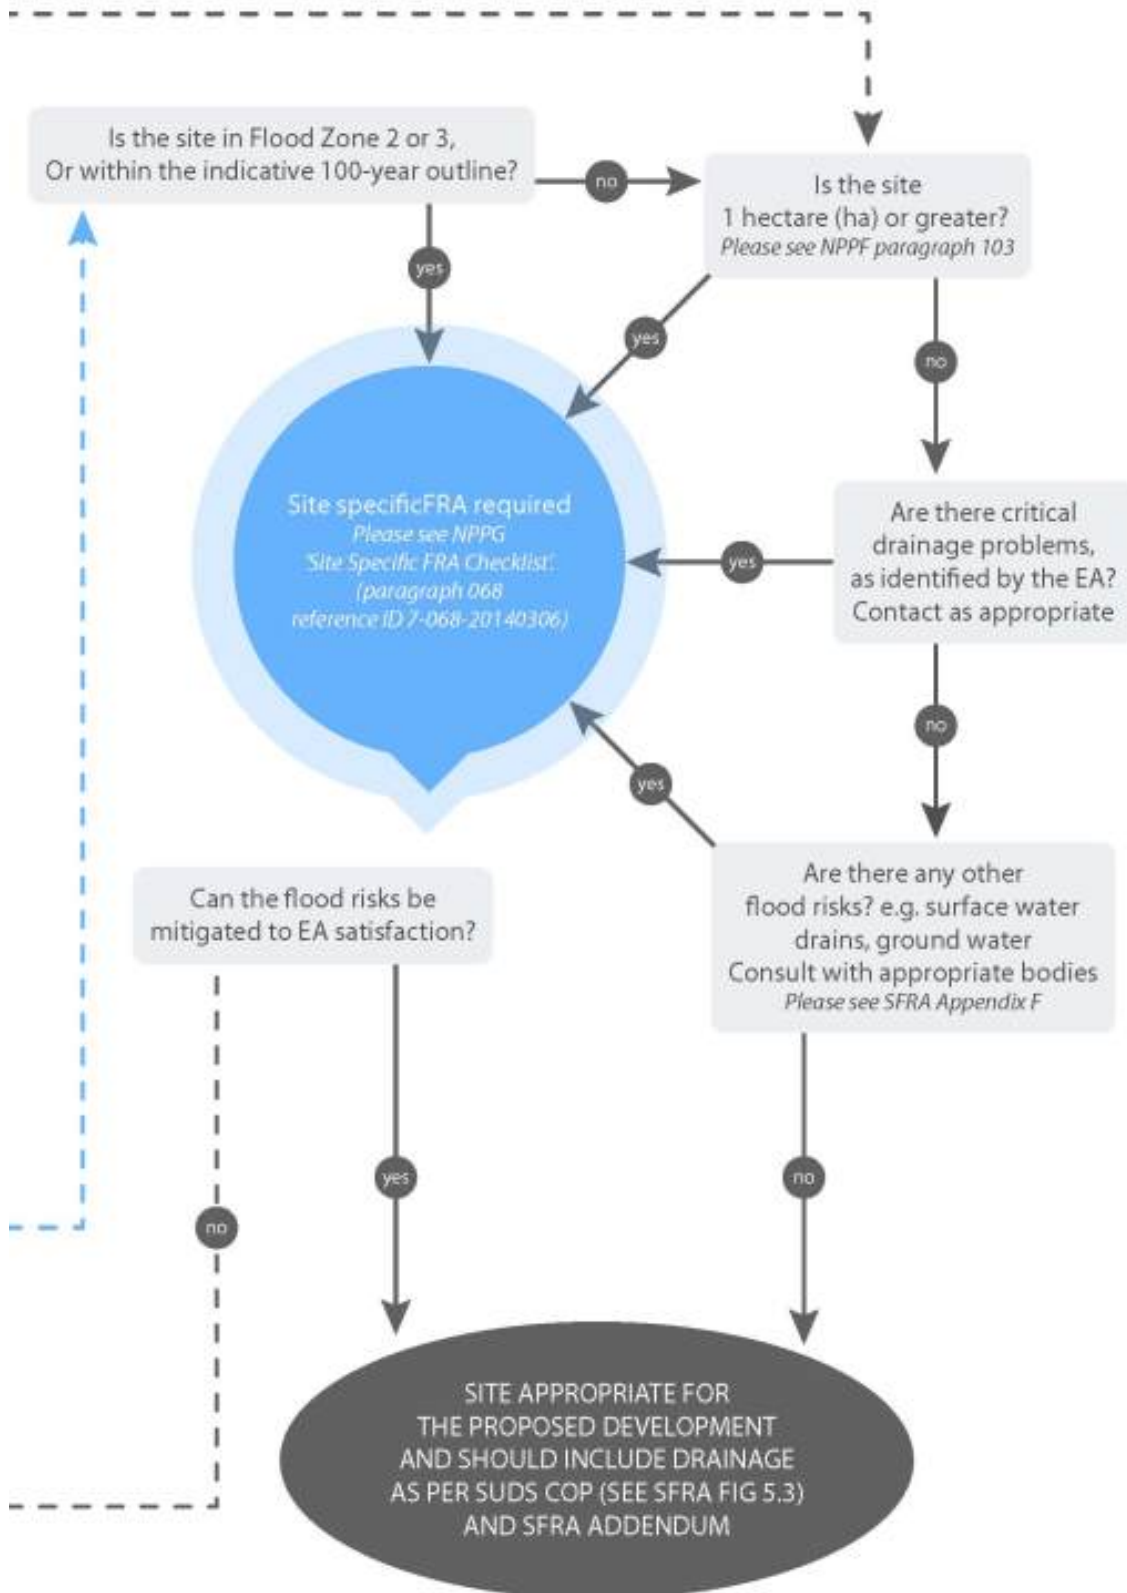 Is the site in Flood Zone 2 or 3,
Or within the indicative 100-year outline?
no
Is the site
1 hectare (ha) or greater?
Please see NPPF paragraph 103
yes
yes
no
Site specificFRA required
Please see NPPG
'Site Specific FRA Checklist'.
(paragraph 068
reference ID 7-068-20140306)
yes
Are there critical
drainage problems,
as identified by the EA?
Contact as appropriate
no
yes
Can the flood risks be
mitigated to EA satisfaction?
Are there any other
flood risks? e.g. surface water
drains, ground water
Consult with appropriate bodies
Please see SFRA Appendix F
yes
no
no
SITE APPROPRIATE FOR
THE PROPOSED DEVELOPMENT
AND SHOULD INCLUDE DRAINAGE
AS PER SUDS COP (SEE SFRA FIG 5.3)
AND SFRA ADDENDUM